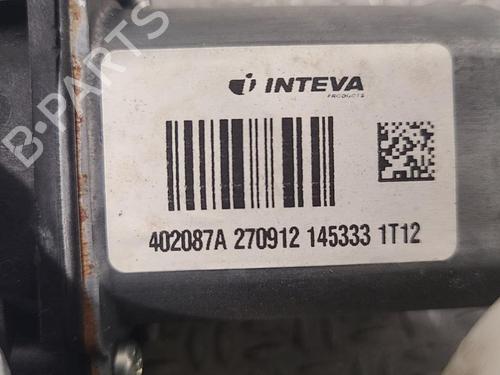 INTEVA
PRODUCTS
402087A 270912 145333 1T12
B-PARTS